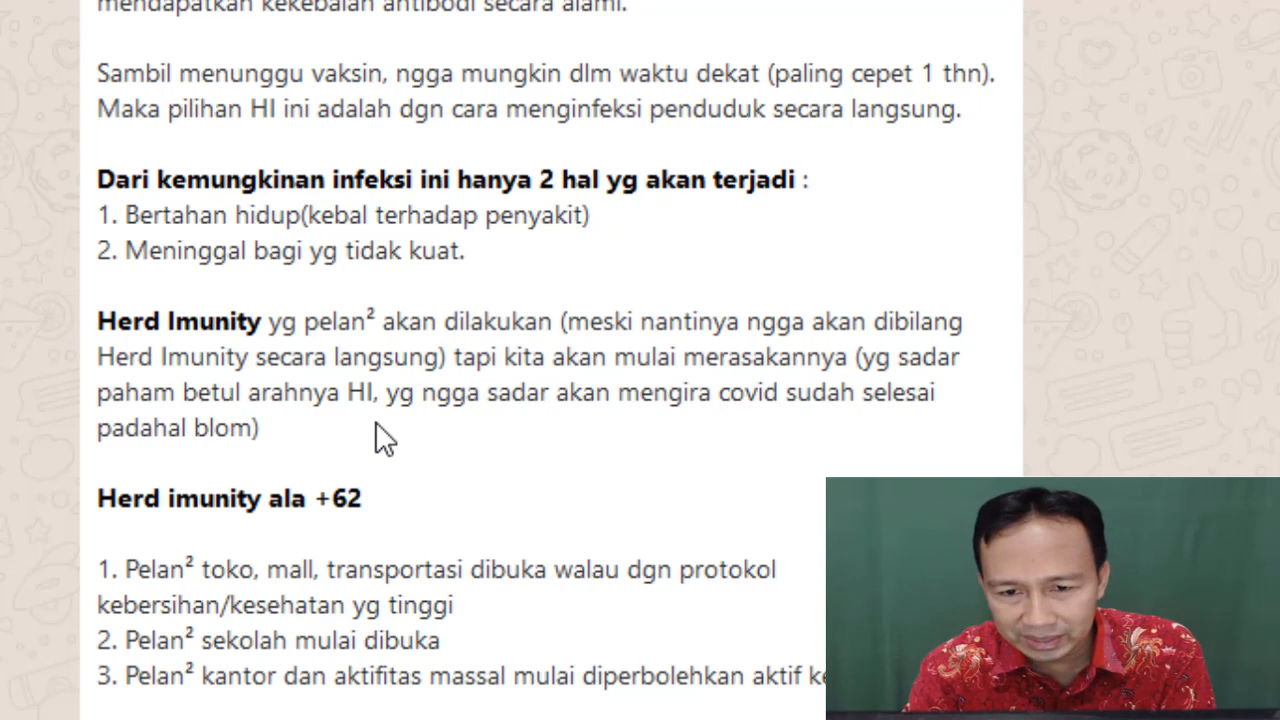 mendapatkan kekebalan antibodi secara alami.
Sambil menunggu vaksin, ngga mungkin dlm waktu dekat (paling cepet 1 thn).
Maka pilihan HI ini adalah dgn cara menginfeksi penduduk secara langsung.
Dari kemungkinan infeksi ini hanya 2 hal yg akan terjadi :
1. Bertahan hidup(kebal terhadap penyakit)
2. Meninggal bagi yg tidak kuat.
Herd Imunity yg pelan² akan dilakukan (meski nantinya ngga akan dibilang
Herd Imunity secara langsung) tapi kita akan mulai merasakannya (yg sadar
paham betul arahnya HI, yg ngga sadar akan mengira covid sudah selesai
padahal blom)
Herd imunity ala +62
1. Pelan² toko, mall, transportasi dibuka walau dgn protokol
kebersihan/kesehatan yg tinggi
2. Pelan² sekolah mulai dibuka
3. Pelan² kantor dan aktifitas massal mulai diperbolehkan aktif